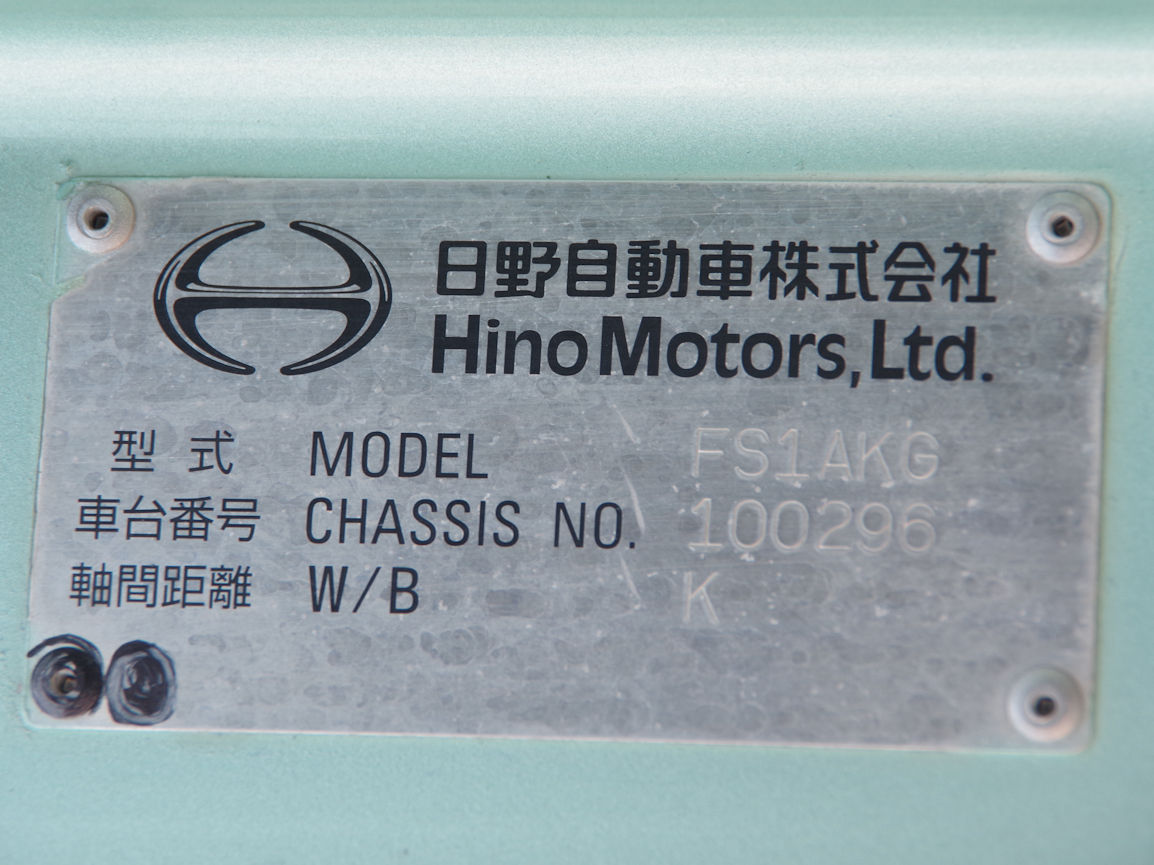 日野自動車株式会社
Hino Motors, Ltd.
型式 MODEL FS1AKG
車台番号 CHASSIS NO. 100296
軸間距離 W/B K